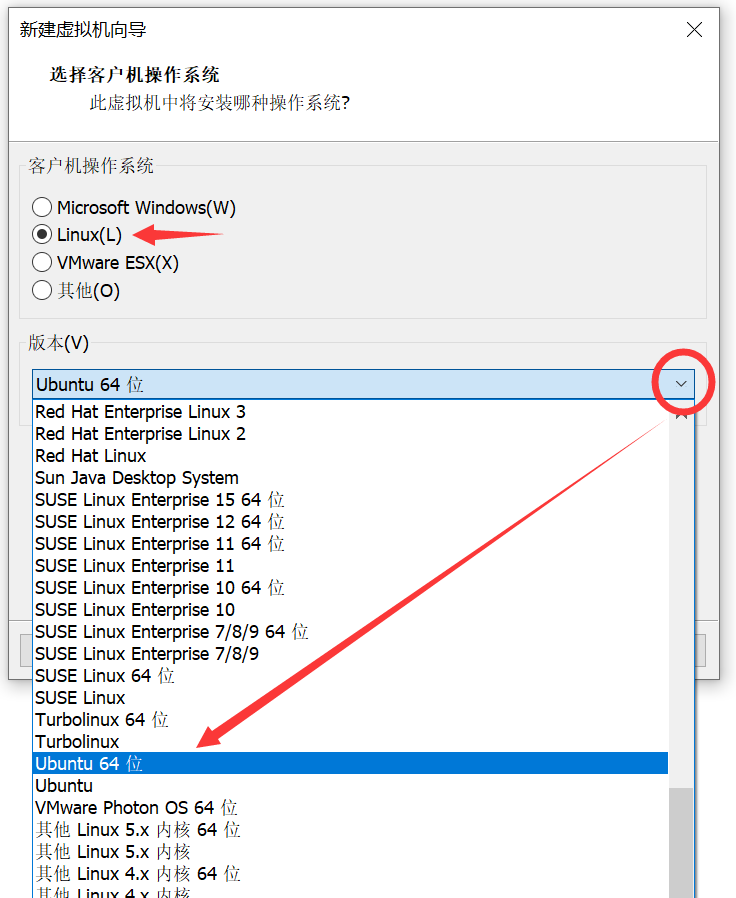 新建虚拟机向导
选择客户机操作系统
此虚拟机中将安装哪种操作系统?
客户机操作系统
Microsoft Windows(W)
Linux(L)
VMware ESX(X)
其他(O)
版本(V)
Ubuntu 64 位
Red Hat Enterprise Linux 3
Red Hat Enterprise Linux 2
Red Hat Linux
Sun Java Desktop System
SUSE Linux Enterprise 15 64 位
SUSE Linux Enterprise 12 64 位
SUSE Linux Enterprise 11 64 位
SUSE Linux Enterprise 11
SUSE Linux Enterprise 10 64 位
SUSE Linux Enterprise 10
SUSE Linux Enterprise 7/8/9 64 位
SUSE Linux Enterprise 7/8/9
SUSE Linux 64 位
SUSE Linux
Turbolinux 64 位
Turbolinux
Ubuntu 64 位
Ubuntu
VMware Photon OS 64 位
其他 Linux 5.x 内核 64 位
其他 Linux 5.x 内核
其他 Linux 4.x 内核 64 位
其他 Linux 4.x 内核